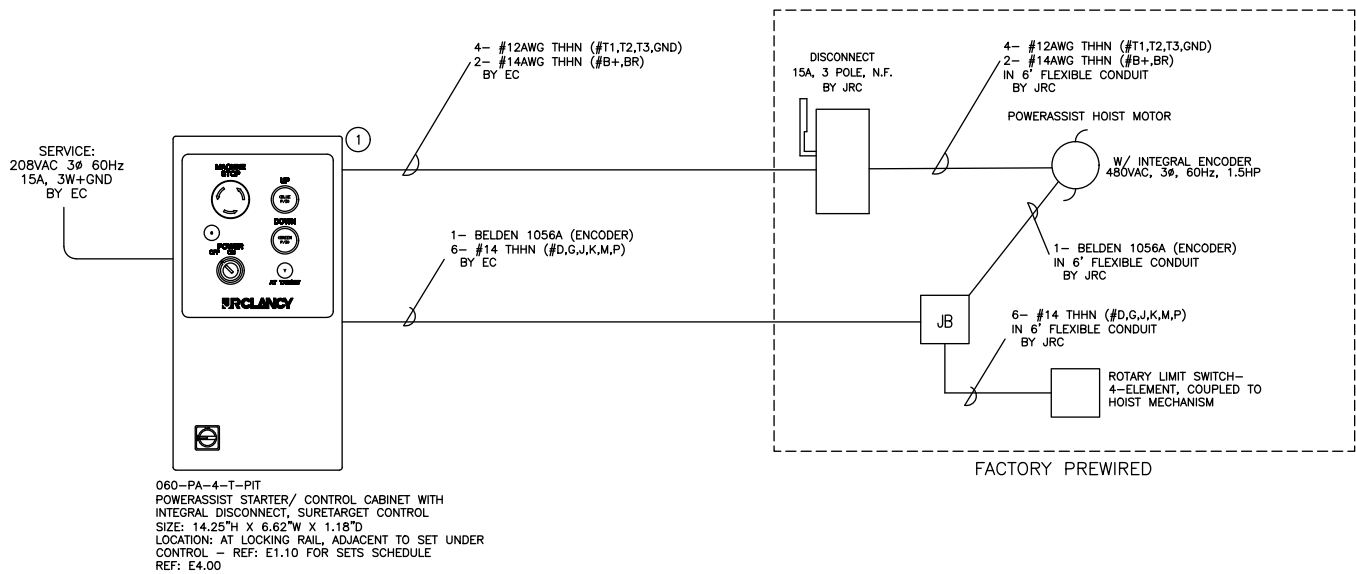 4- #12AWG THHN (#T1,T2,T3,GND)
2- #14AWG THHN (#B+,BR)
BY EC
DISCONNECT
15A, 3 POLE, N.F.
BY JRC
4- #12AWG THHN (#T1,T2,T3,GND)
2- #14AWG THHN (#B+,BR)
IN 6' FLEXIBLE CONDUIT
BY JRC
POWERASSIST HOIST MOTOR
W/ INTEGRAL ENCODER
480VAC, 3ø, 60Hz, 1.5HP
SERVICE:
208VAC 3ø 60Hz
15A, 3W+GND
BY EC
1
MACHINE
STOP
UP
DOWN
POWER
OFF ON
AT TARGET
JRCLANCY
1- BELDEN 1056A (ENCODER)
6- #14 THHN (#D,G,J,K,M,P)
BY EC
1- BELDEN 1056A (ENCODER)
IN 6' FLEXIBLE CONDUIT
BY JRC
JB
6- #14 THHN (#D,G,J,K,M,P)
IN 6' FLEXIBLE CONDUIT
BY JRC
ROTARY LIMIT SWITCH-
4-ELEMENT, COUPLED TO
HOIST MECHANISM
FACTORY PREWIRED
060-PA-4-T-PIT
POWERASSIST STARTER/ CONTROL CABINET WITH
INTEGRAL DISCONNECT, SURETARGET CONTROL
SIZE: 14.25"H X 6.62"W X 1.18"D
LOCATION: AT LOCKING RAIL, ADJACENT TO SET UNDER
CONTROL - REF: E1.10 FOR SETS SCHEDULE
REF: E4.00